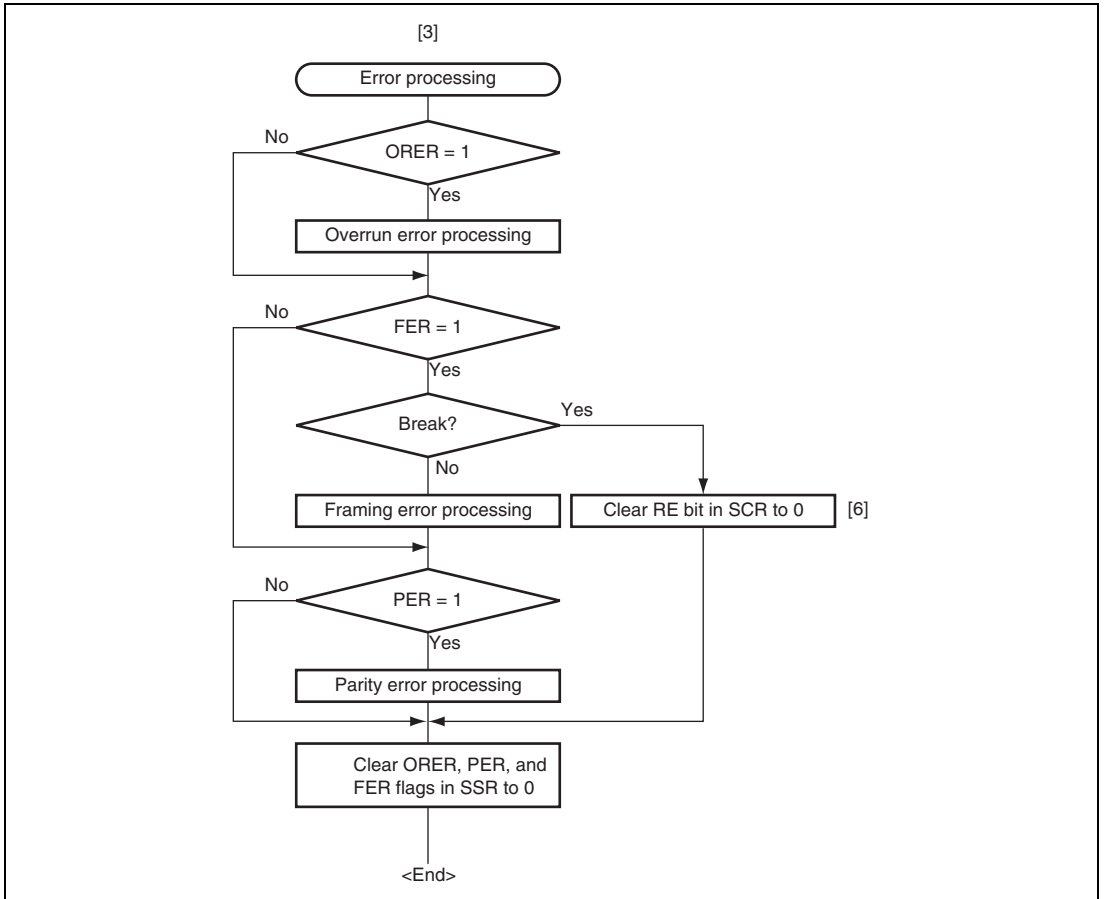 [3]
Error processing
No
ORER = 1
Yes
Overrun error processing
No
FER = 1
Yes
Break?
Yes
No
Framing error processing
Clear RE bit in SCR to 0
[6]
No
PER = 1
Yes
Parity error processing
Clear ORER, PER, and
FER flags in SSR to 0
<End>